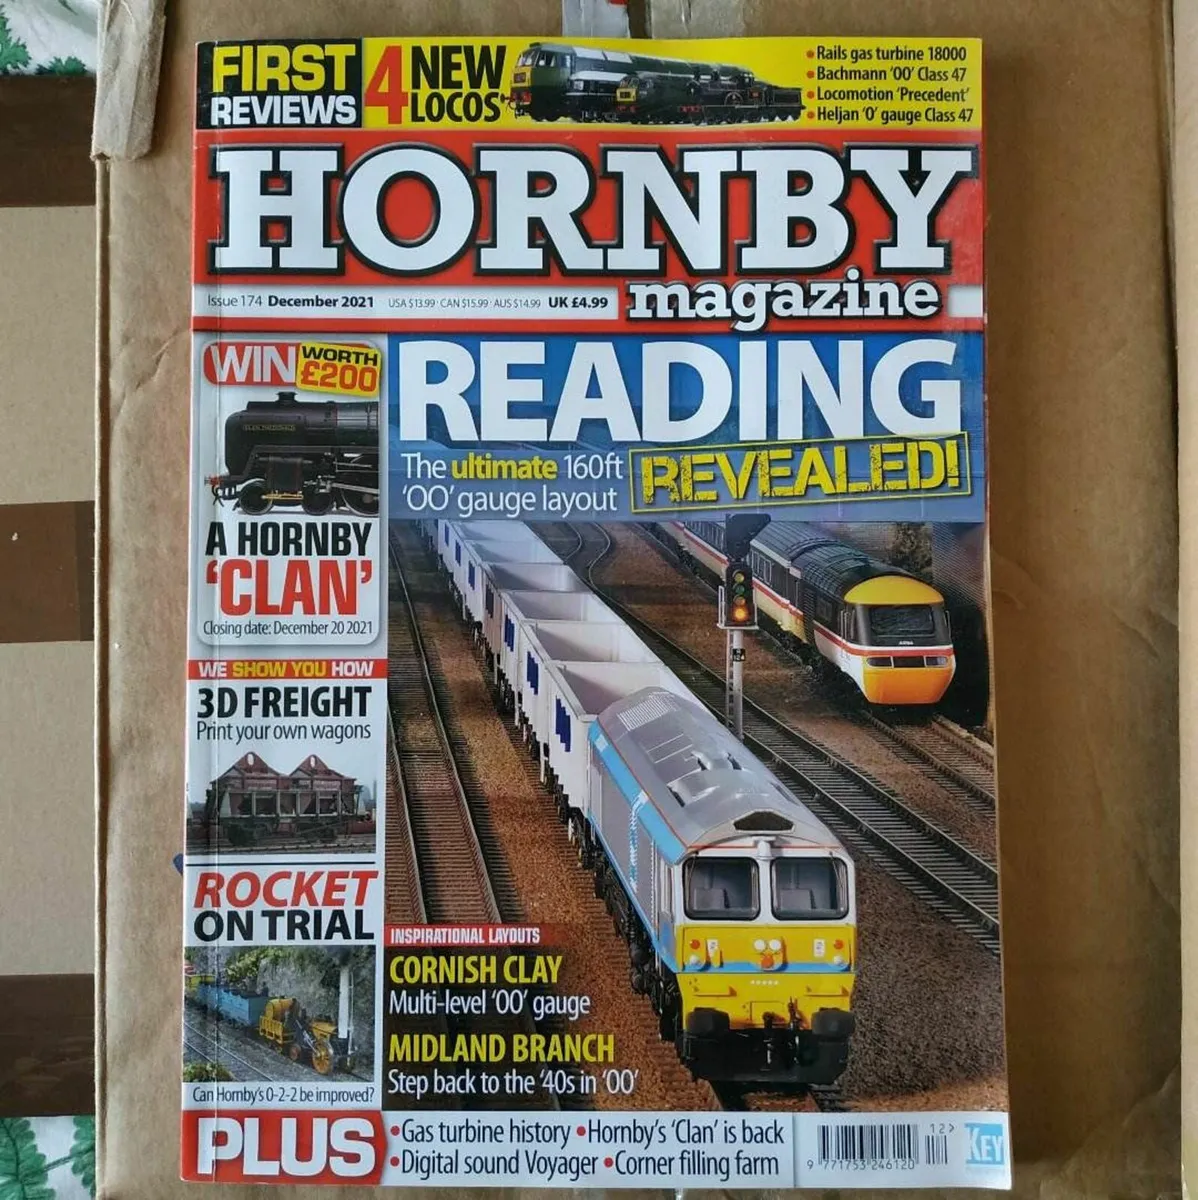 FIRST
REVIEWS
4 NEW
LOCOS
•Rails gas turbine 18000
•Bachmann 'OO' Class 47
•Locomotion 'Precedent'
•Heljan 'O' gauge Class 47
HORNBY
magazine
Issue 174 December 2021 USA $13.99 · CAN $15.99 · AUS $14.99 UK £4.99
WIN WORTH
£200
A HORNBY
'CLAN'
Closing date: December 20 2021
READING
The ultimate 160ft
'OO' gauge layout
REVEALED!
WE SHOW YOU HOW
3D FREIGHT
Print your own wagons
ROCKET
ON TRIAL
Can Hornby's 0-2-2 be improved?
INSPIRATIONAL LAYOUTS
CORNISH CLAY
Multi-level 'OO' gauge
MIDLAND BRANCH
Step back to the '40s in 'OO'
PLUS
•Gas turbine history •Hornby's 'Clan' is back
•Digital sound Voyager •Corner filling farm
12>
9 771753 246120
KEY